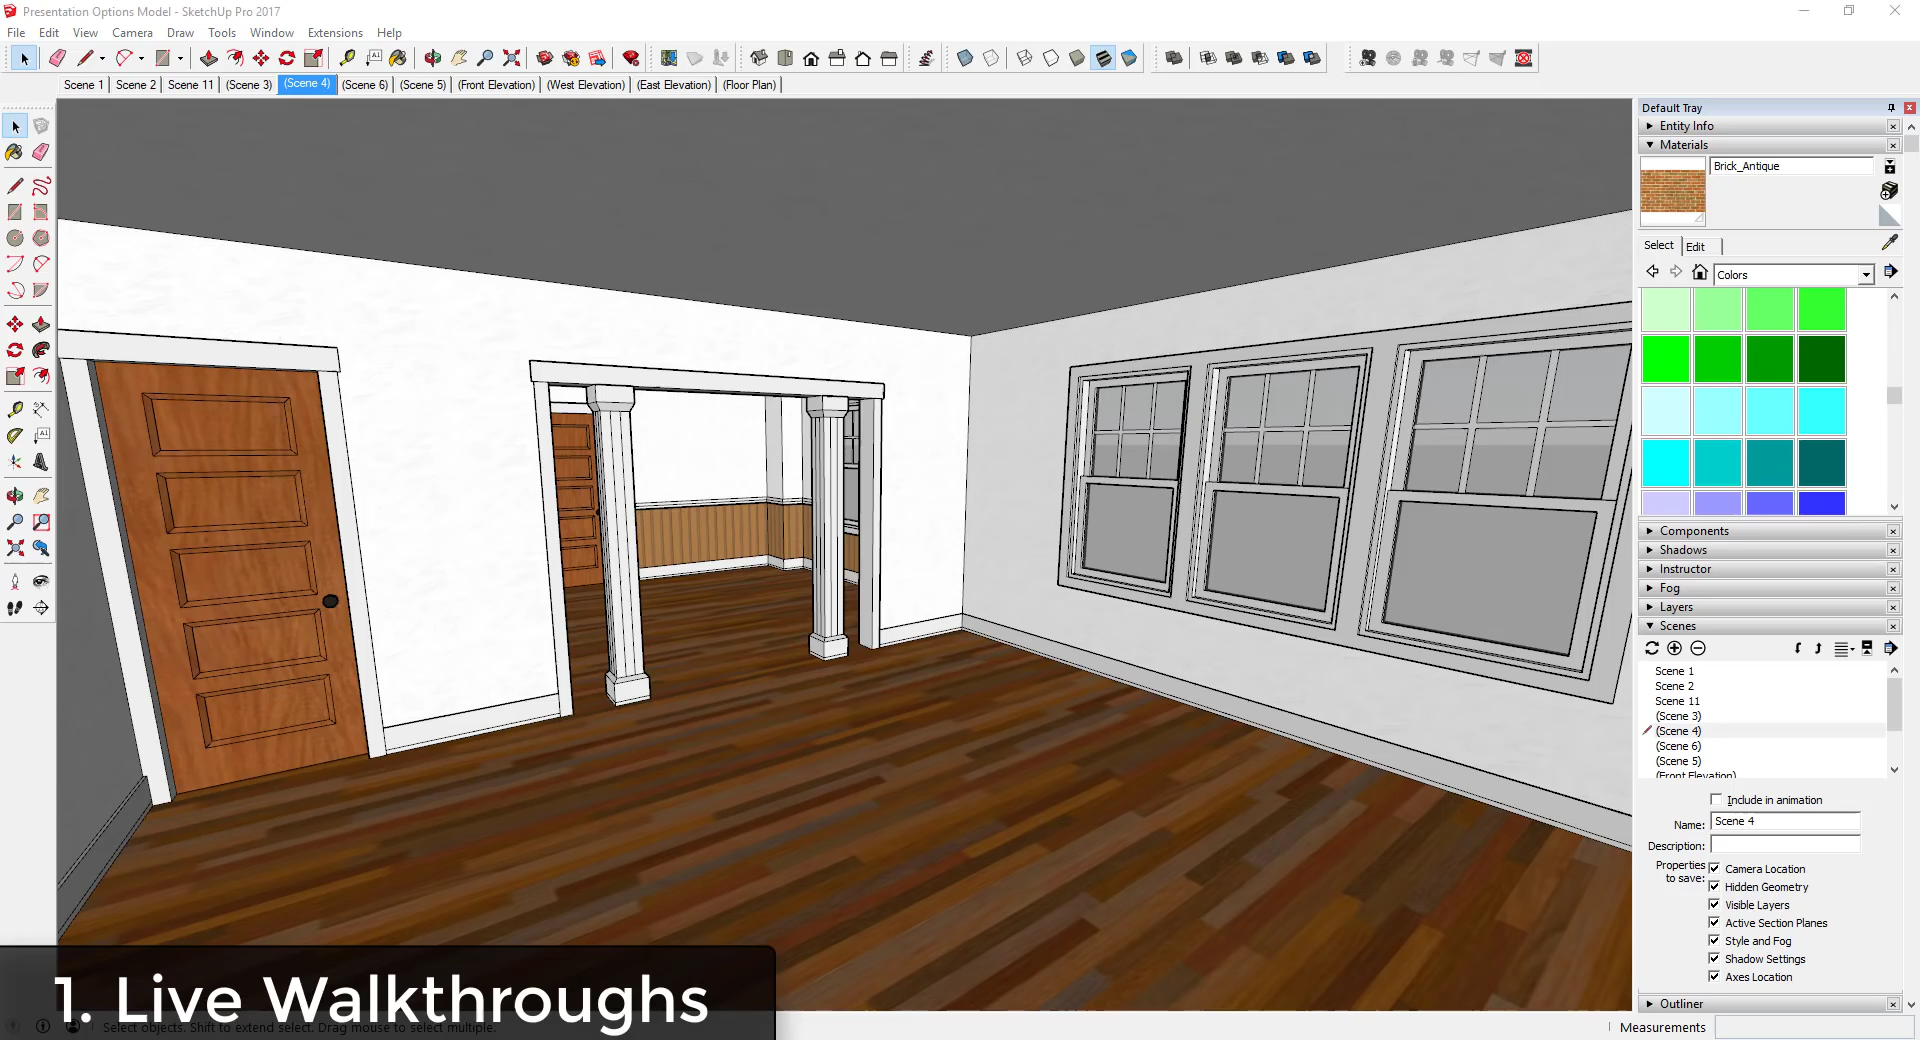 Presentation Options Model - SketchUp Pro 2017
File Edit View Camera Draw Tools Window Extensions Help
Scene 1 Scene 2 Scene 11 (Scene 3) (Scene 4) (Scene 6) (Scene 5) (Front Elevation) (West Elevation) (East Elevation) (Floor Plan)
Default Tray
Entity Info
Materials
Brick_Antique
Select Edit
Colors
Components
Shadows
Instructor
Fog
Layers
Scenes
Scene 1
Scene 2
Scene 11
(Scene 3)
(Scene 4)
(Scene 6)
(Scene 5)
(Front Elevation)
Include in animation
Name: Scene 4
Description:
Properties to save:
Camera Location
Hidden Geometry
Visible Layers
Active Section Planes
Style and Fog
Shadow Settings
Axes Location
Outliner
1. Live Walkthroughs
Select objects. Shift to extend select. Drag mouse to select multiple.
Measurements